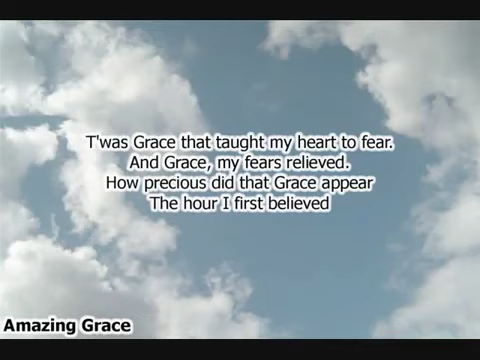 T'was Grace that taught my heart to fear.
And Grace, my fears relieved.
How precious did that Grace appear
The hour I first believed
Amazing Grace